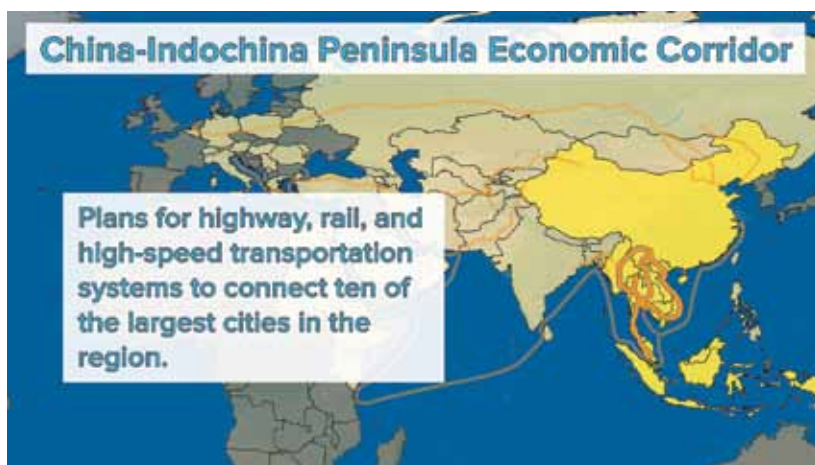 China-Indochina Peninsula Economic Corridor
Plans for highway, rail, and
high-speed transportation
systems to connect ten of
the largest cities in the
region.